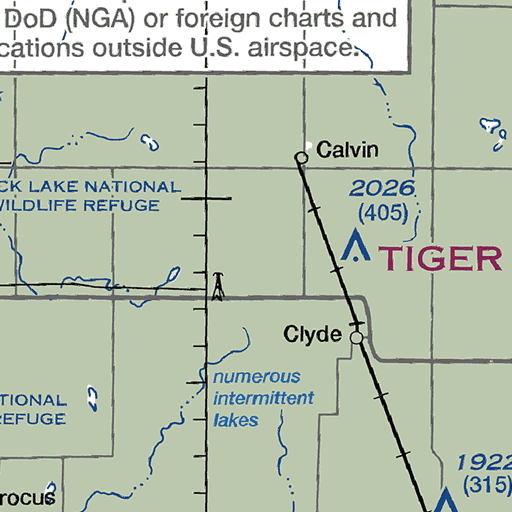 DoD (NGA) or foreign charts and
cations outside U.S. airspace.
Calvin
CK LAKE NATIONAL
WILDLIFE REFUGE
2026
(405)
TIGER
Clyde
numerous
intermittent
lakes
TIONAL
REFUGE
1922
(315)
rocus